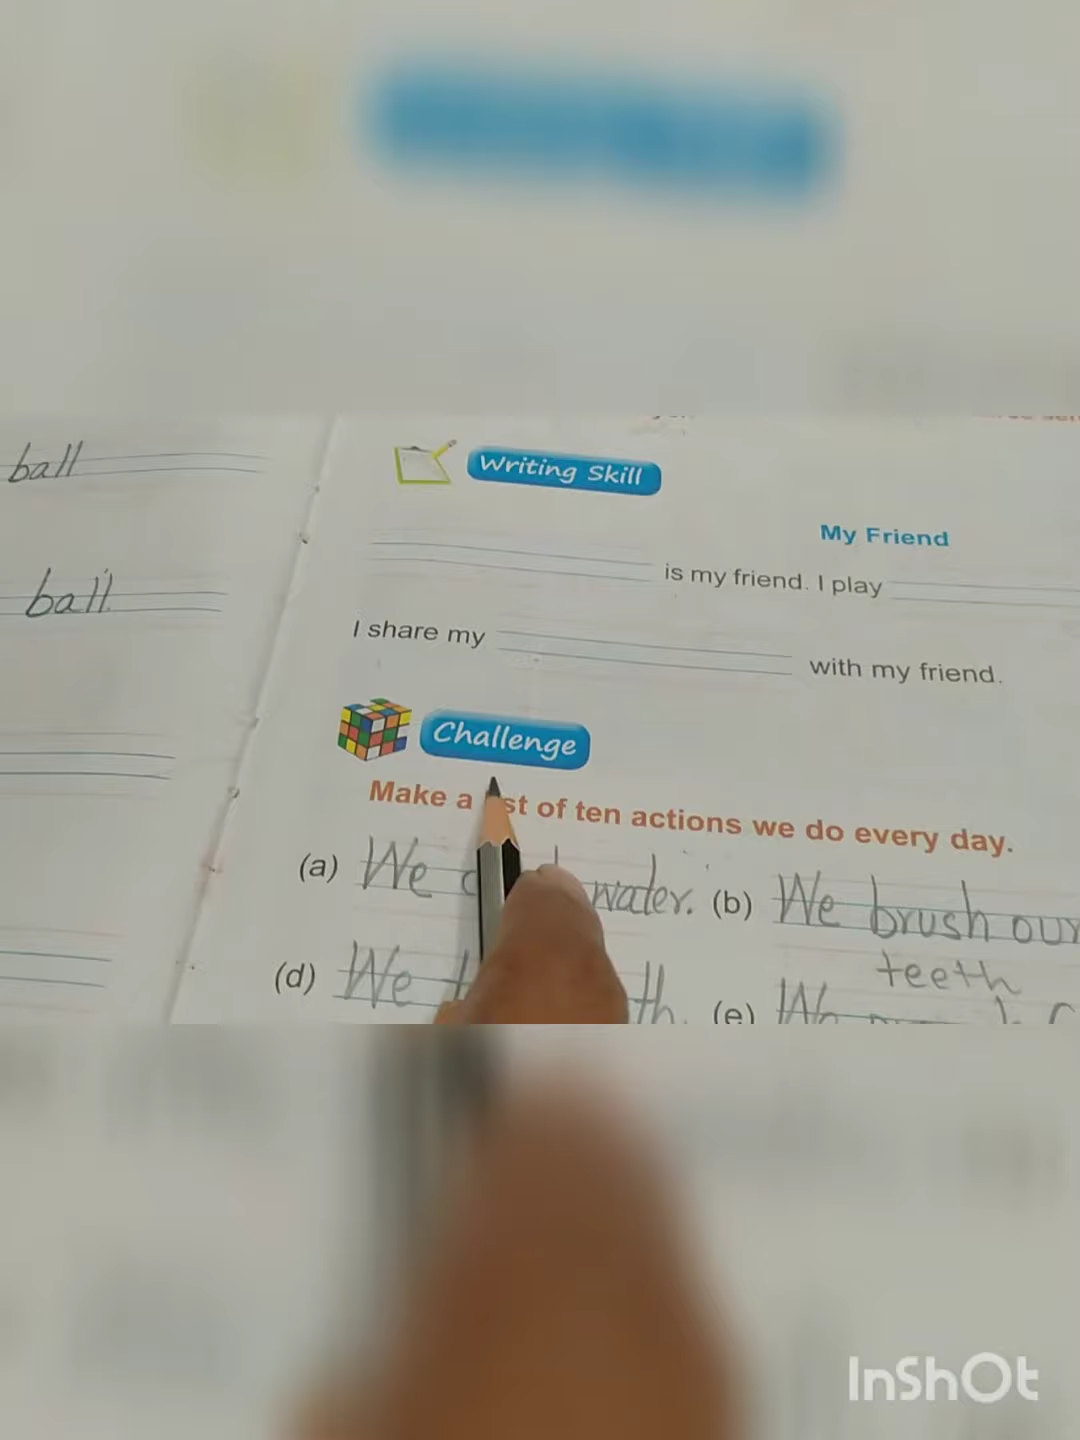 ball
ball.
Writing Skill
My Friend
is my friend. I play
I share my with my friend.
Challenge
Make a list of ten actions we do every day.
(a) We water. (b) We brush our
teeth
(d) We (e)
InShOt